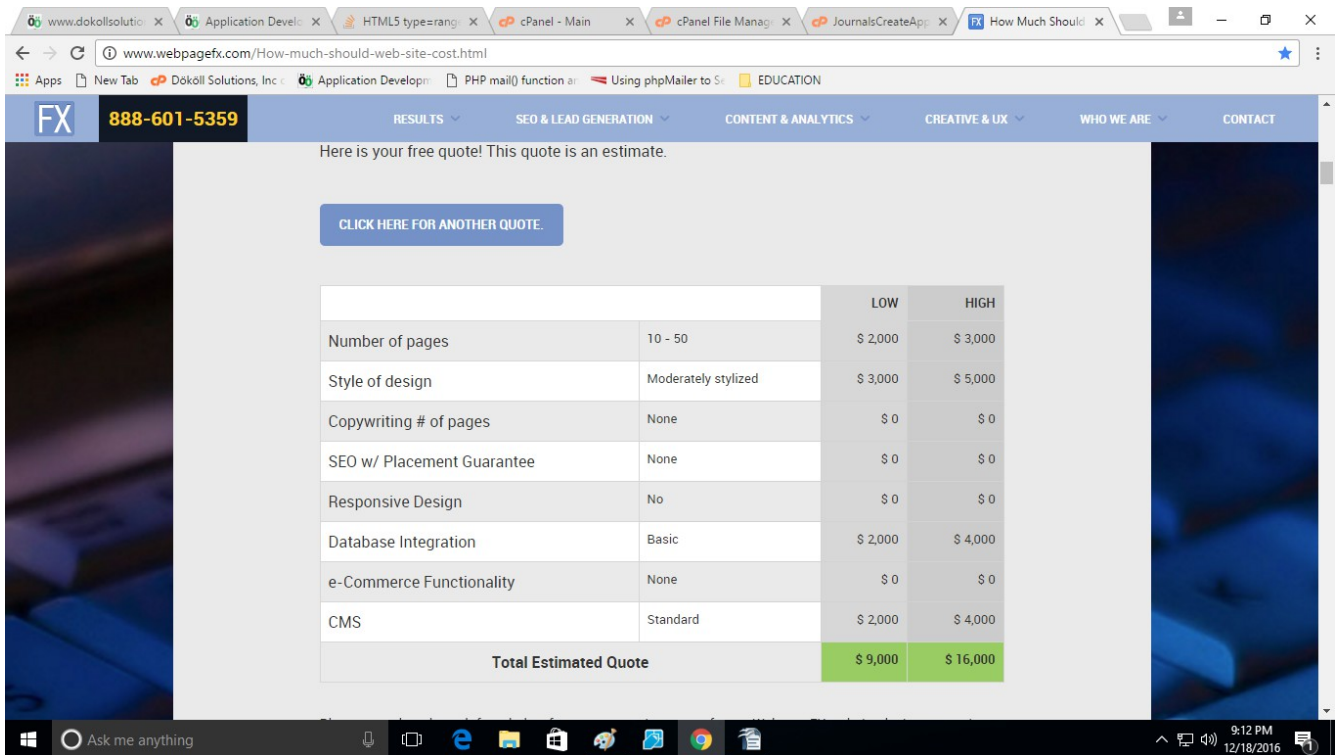 www.dokollsolutio
Application Develo
HTML5 type=rang
cPanel - Main
cPanel File Manag
JournalsCreateApp
How Much Should
www.webpagefx.com/How-much-should-web-site-cost.html
Apps New Tab Dököll Solutions, Inc Application Developm PHP mail() function ar Using phpMailer to Se EDUCATION
FX 888-601-5359 RESULTS SEO & LEAD GENERATION CONTENT & ANALYTICS CREATIVE & UX WHO WE ARE CONTACT
Here is your free quote! This quote is an estimate.
CLICK HERE FOR ANOTHER QUOTE.
LOW HIGH
Number of pages 10 - 50 $ 2,000 $ 3,000
Style of design Moderately stylized $ 3,000 $ 5,000
Copywriting # of pages None $ 0 $ 0
SEO w/ Placement Guarantee None $ 0 $ 0
Responsive Design No $ 0 $ 0
Database Integration Basic $ 2,000 $ 4,000
e-Commerce Functionality None $ 0 $ 0
CMS Standard $ 2,000 $ 4,000
Total Estimated Quote $ 9,000 $ 16,000
Ask me anything
9:12 PM
12/18/2016